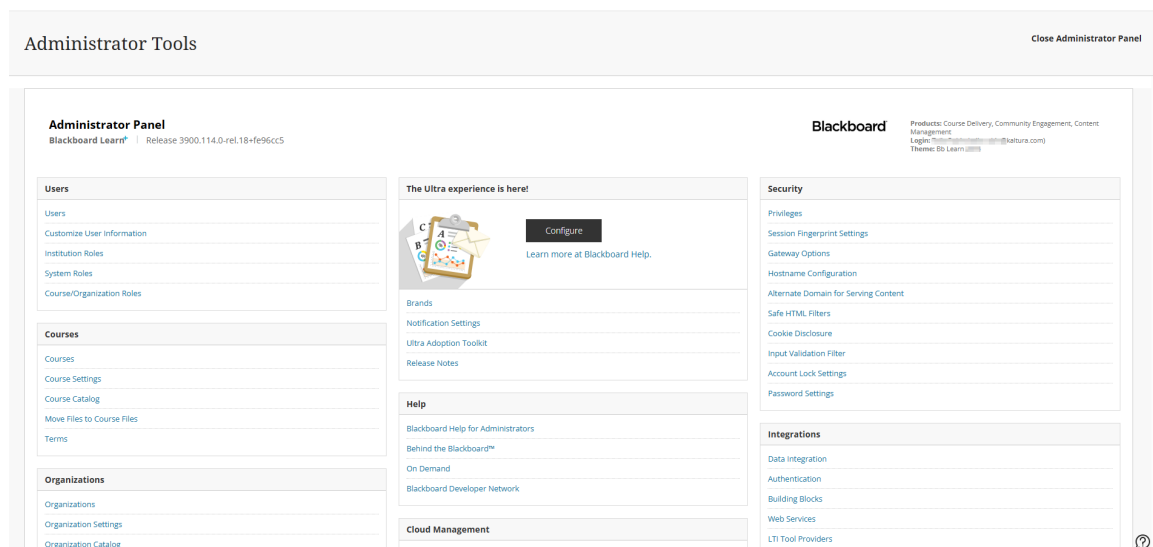 Administrator Tools
Close Administrator Panel
Administrator Panel
Blackboard Learn+ | Release 3900.114.0-rel.18+fe96cc5
Blackboard
Products: Course Delivery, Community Engagement, Content
Management
Login: @kaltura.com)
Theme: Bb Learn
Users
Users
Customize User Information
Institution Roles
System Roles
Course/Organization Roles
Courses
Courses
Course Settings
Course Catalog
Move Files to Course Files
Terms
Organizations
Organizations
Organization Settings
Organization Catalog
The Ultra experience is here!
C
A
B
Configure
Learn more at Blackboard Help.
Brands
Notification Settings
Ultra Adoption Toolkit
Release Notes
Help
Blackboard Help for Administrators
Behind the Blackboard™
On Demand
Blackboard Developer Network
Cloud Management
Security
Privileges
Session Fingerprint Settings
Gateway Options
Hostname Configuration
Alternate Domain for Serving Content
Safe HTML Filters
Cookie Disclosure
Input Validation Filter
Account Lock Settings
Password Settings
Integrations
Data Integration
Authentication
Building Blocks
Web Services
LTI Tool Providers